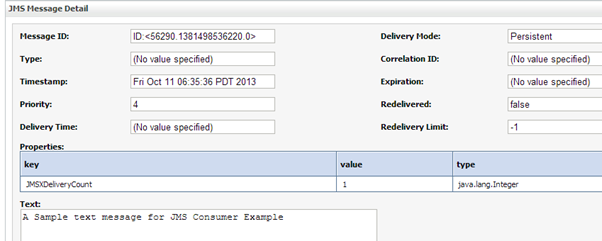 JMS Message Detail
Message ID: ID:<56290.1381498536220.0> Delivery Mode: Persistent
Type: (No value specified) Correlation ID: (No value specified)
Timestamp: Fri Oct 11 06:35:36 PDT 2013 Expiration: (No value specified)
Priority: 4 Redelivered: false
Delivery Time: (No value specified) Redelivery Limit: -1
Properties:
key value type
JMSXDeliveryCount 1 java.lang.Integer
Text:
A Sample text message for JMS Consumer Example